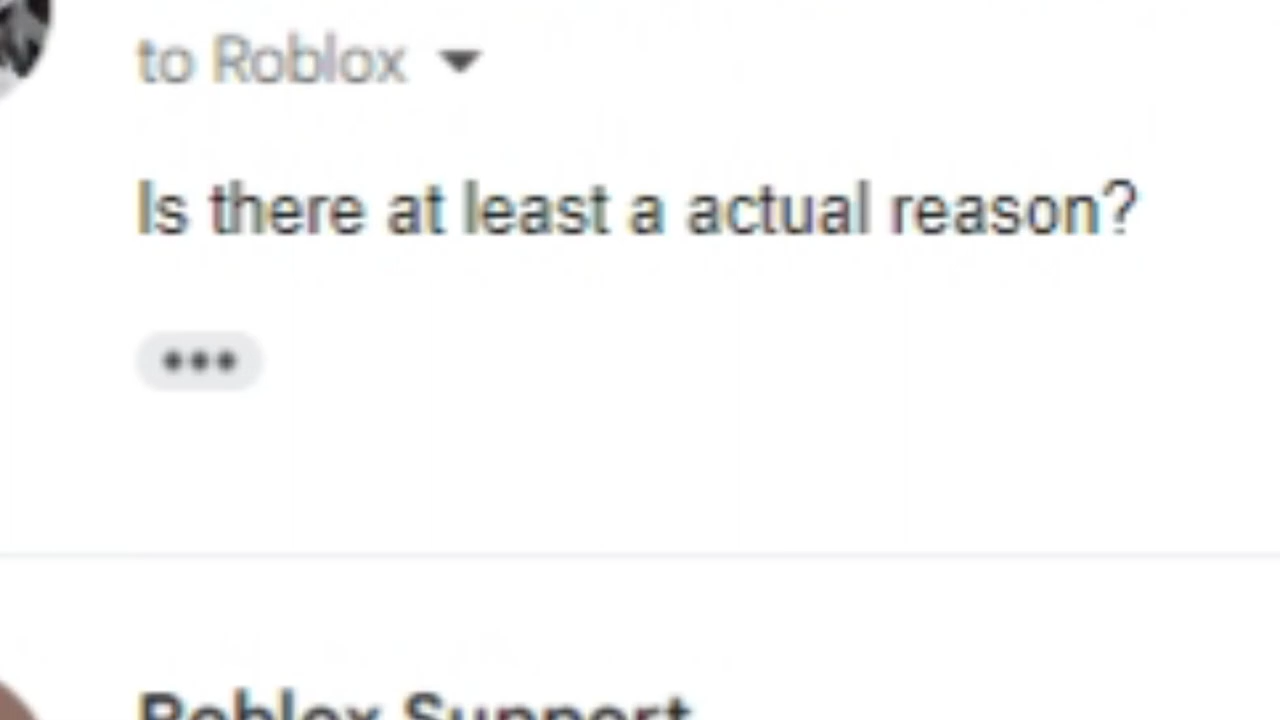 to Roblox
Is there at least a actual reason?
Roblox Support